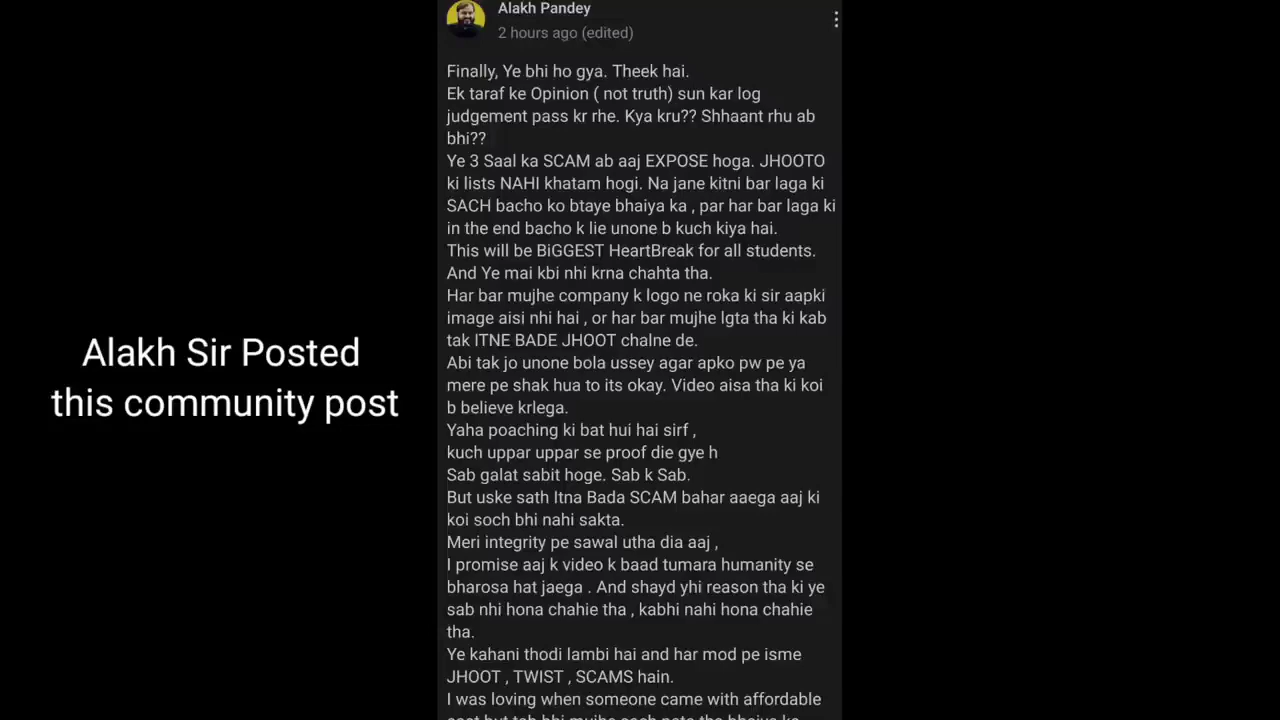 Alakh Pandey
2 hours ago (edited)
Finally, Ye bhi ho gya. Theek hai.
Ek taraf ke Opinion ( not truth) sun kar log
judgement pass kr rhe. Kya kru?? Shhaant rhu ab
bhi??
Ye 3 Saal ka SCAM ab aaj EXPOSE hoga. JHOOTO
ki lists NAHI khatam hogi. Na jane kitni bar laga ki
SACH bacho ko btaye bhaiya ka , par har bar laga ki
in the end bacho k lie unone b kuch kiya hai.
This will be BiGGEST HeartBreak for all students.
And Ye mai kbi nhi krna chahta tha.
Har bar mujhe company k logo ne roka ki sir aapki
image aisi nhi hai , or har bar mujhe lgta tha ki kab
tak ITNE BADE JHOOT chalne de.
Abi tak jo unone bola ussey agar apko pw pe ya
mere pe shak hua to its okay. Video aisa tha ki koi
b believe krlega.
Yaha poaching ki bat hui hai sirf ,
kuch uppar uppar se proof die gye h
Sab galat sabit hoge. Sab k Sab.
But uske sath Itna Bada SCAM bahar aaega aaj ki
koi soch bhi nahi sakta.
Meri integrity pe sawal utha dia aaj ,
I promise aaj k video k baad tumara humanity se
bharosa hat jaega . And shayd yhi reason tha ki ye
sab nhi hona chahie tha , kabhi nahi hona chahie
tha.
Ye kahani thodi lambi hai and har mod pe isme
JHOOT , TWIST , SCAMS hain.
I was loving when someone came with affordable
Alakh Sir Posted
this community post